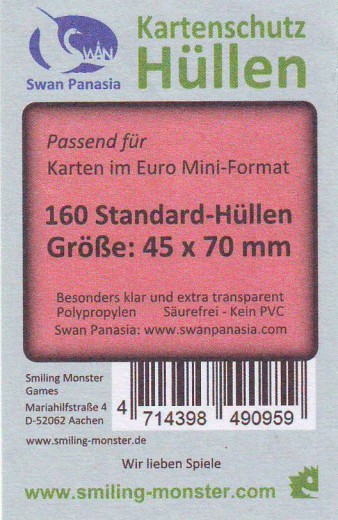 SWAN
Swan Panasia
Kartenschutz
Hüllen
Passend für
Karten im Euro Mini-Format
160 Standard-Hüllen
Größe: 45 x 70 mm
Besonders klar und extra transparent
Polypropylen Säurefrei - Kein PVC
Swan Panasia: www.swanpanasia.com
Smiling Monster
Games
Mariahilfstraße 4
D-52062 Aachen
www.smiling-monster.de
4 714398 490959
Wir lieben Spiele
www.smiling-monster.com